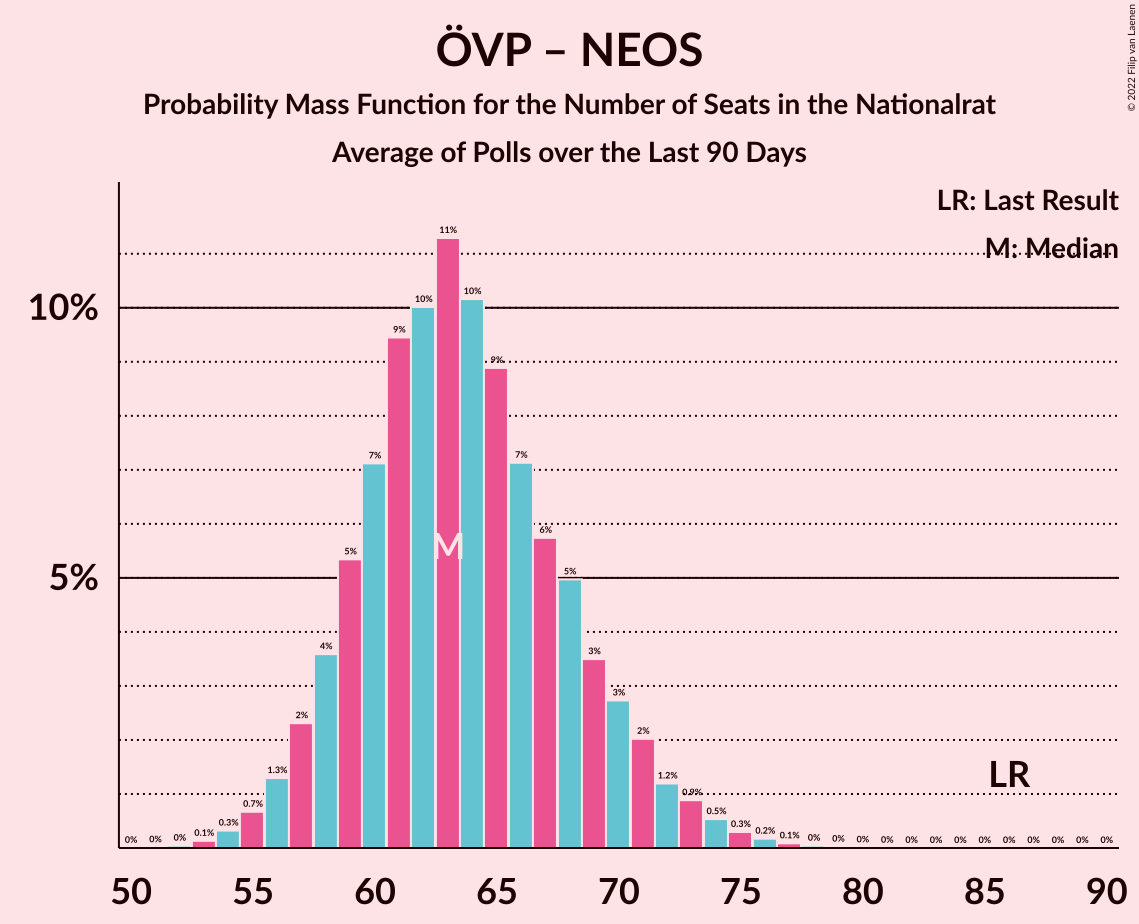 ÖVP – NEOS
Probability Mass Function for the Number of Seats in the Nationalrat
Average of Polls over the Last 90 Days
© 2022 Filip van Laenen
LR: Last Result
M: Median
10%
5%
0% 0% 0% 0.1% 0.3% 0.7% 1.3% 2% 4% 5% 7% 9% 10% 11% 10% 9% 7% 6% 5% 3% 3% 2% 1.2% 0.9% 0.5% 0.3% 0.2% 0.1% 0% 0% 0% 0% 0% 0% 0% 0% 0% 0% 0% 0% 0%
M
LR
50 55 60 65 70 75 80 85 90